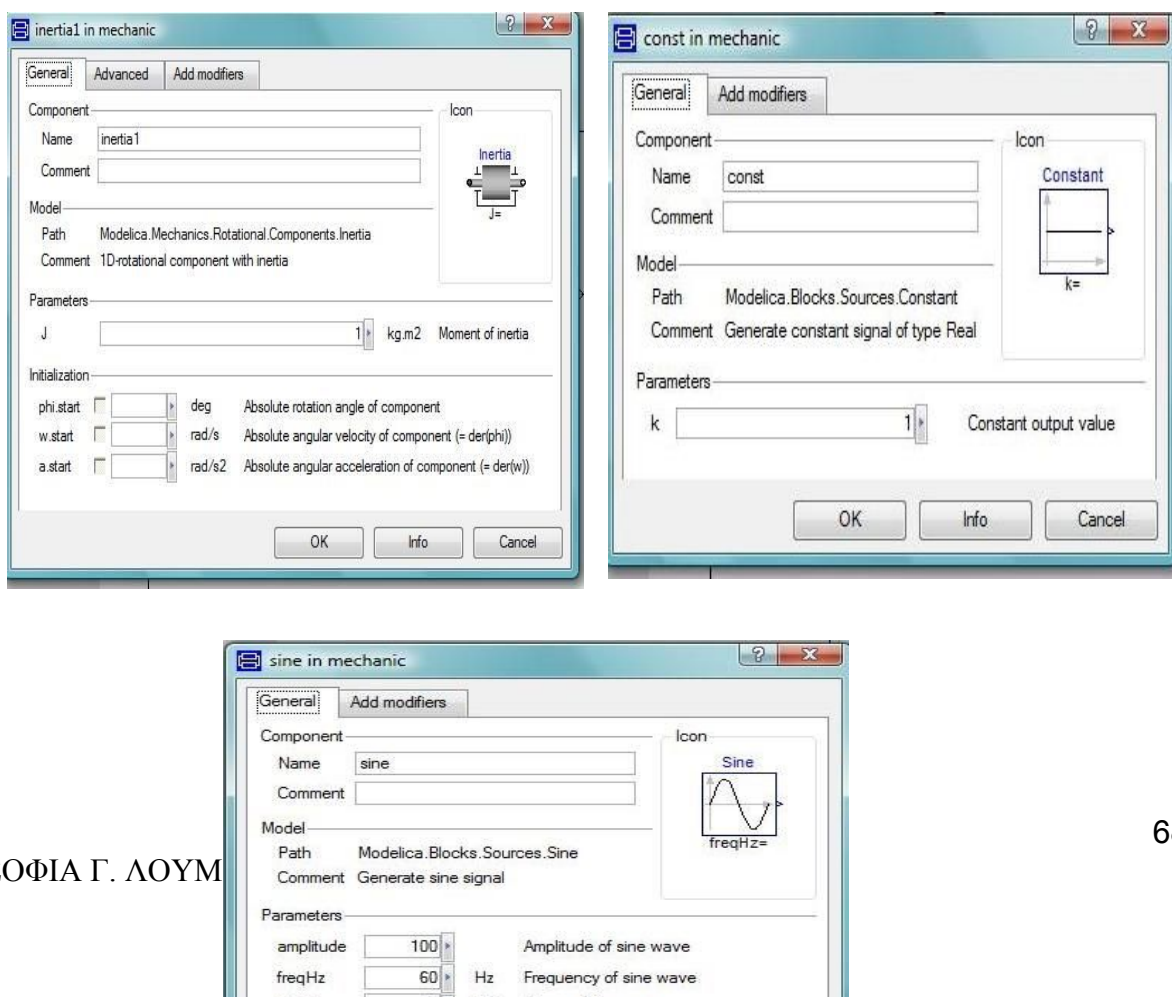 inertia1 in mechanic
General Advanced Add modifiers
Component
Icon
Name inertia1
Comment
Inertia
J=
Model
Path Modelica.Mechanics.Rotational.Components.Inertia
Comment 1D-rotational component with inertia
Parameters
J 1 kg.m2 Moment of inertia
Initialization
phi.start deg Absolute rotation angle of component
w.start rad/s Absolute angular velocity of component (= der(phi))
a.start rad/s2 Absolute angular acceleration of component (= der(w))
OK Info Cancel
const in mechanic
General Add modifiers
Component
Icon
Name const
Comment
Constant
k=
Model
Path Modelica.Blocks.Sources.Constant
Comment Generate constant signal of type Real
Parameters
k 1 Constant output value
OK Info Cancel
sine in mechanic
General Add modifiers
Component
Icon
Name sine
Comment
Sine
freqHz=
Model
Path Modelica.Blocks.Sources.Sine
Comment Generate sine signal
Parameters
amplitude 100 Amplitude of sine wave
freqHz 60 Hz Frequency of sine wave
ΟΦΙΑ Γ. ΛΟΥΜ
6